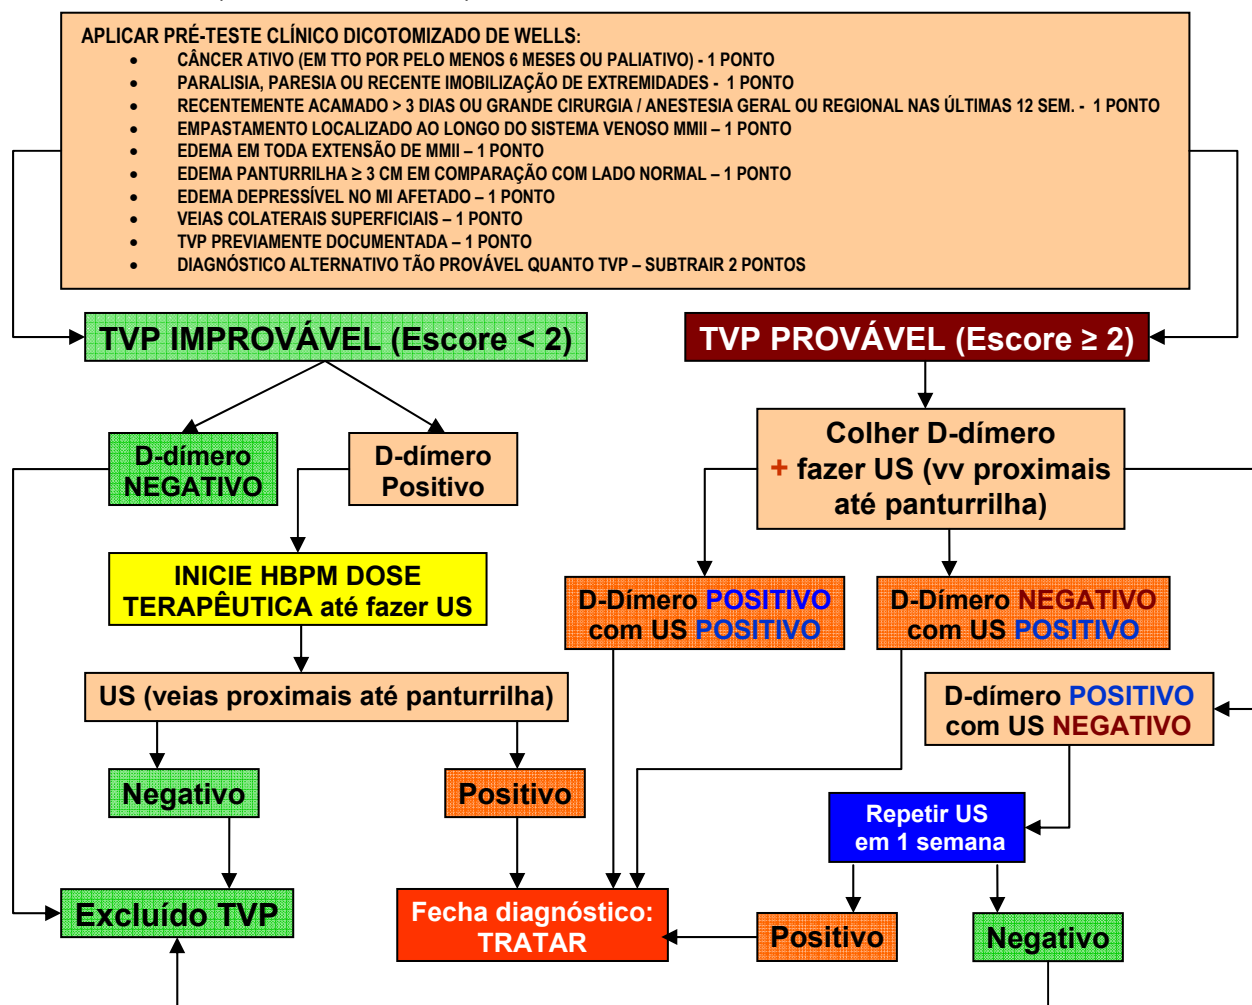 APLICAR PRÉ-TESTE CLÍNICO DICOTOMIZADO DE WELLS:
• CÂNCER ATIVO (EM TTO POR PELO MENOS 6 MESES OU PALIATIVO) - 1 PONTO
• PARALISIA, PARESIA OU RECENTE IMOBILIZAÇÃO DE EXTREMIDADES - 1 PONTO
• RECENTEMENTE ACAMADO > 3 DIAS OU GRANDE CIRURGIA / ANESTESIA GERAL OU REGIONAL NAS ÚLTIMAS 12 SEM. - 1 PONTO
• EMPASTAMENTO LOCALIZADO AO LONGO DO SISTEMA VENOSO MMII – 1 PONTO
• EDEMA EM TODA EXTENSÃO DE MMII – 1 PONTO
• EDEMA PANTURRILHA ≥ 3 CM EM COMPARAÇÃO COM LADO NORMAL – 1 PONTO
• EDEMA DEPRESSÍVEL NO MI AFETADO – 1 PONTO
• VEIAS COLATERAIS SUPERFICIAIS – 1 PONTO
• TVP PREVIAMENTE DOCUMENTADA – 1 PONTO
• DIAGNÓSTICO ALTERNATIVO TÃO PROVÁVEL QUANTO TVP – SUBTRAIR 2 PONTOS
TVP IMPROVÁVEL (Escore < 2)
TVP PROVÁVEL (Escore ≥ 2)
D-dímero
NEGATIVO
D-dímero
Positivo
Colher D-dímero
+ fazer US (vv proximais
até panturrilha)
INICIE HBPM DOSE
TERAPÊUTICA até fazer US
D-Dímero POSITIVO
com US POSITIVO
D-Dímero NEGATIVO
com US POSITIVO
US (veias proximais até panturrilha)
D-dímero POSITIVO
com US NEGATIVO
Negativo
Positivo
Repetir US
em 1 semana
Excluído TVP
Fecha diagnóstico:
TRATAR
Positivo
Negativo